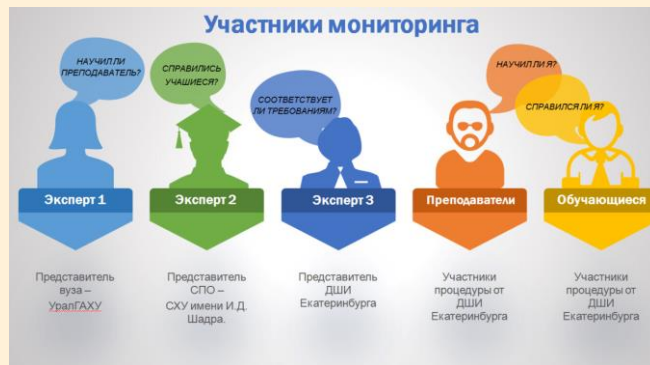 Участники мониторинга
НАУЧИЛ ЛИ
ПРЕПОДАВАТЕЛЬ?
СПРАВИЛИСЬ
УЧАЩИЕСЯ?
СООТВЕТСТВУЕТ
ЛИ ТРЕБОВАНИЯМ?
НАУЧИЛ ЛИ Я?
СПРАВИЛСЯ ЛИ Я?
Эксперт 1
Эксперт 2
Эксперт 3
Преподаватели
Обучающиеся
Представитель
вуза –
УралГАХУ
Представитель
СПО –
СХУ имени И.Д.
Шадра.
Представитель
ДШИ
Екатеринбурга
Участники
процедуры от
ДШИ
Екатеринбурга
Участники
процедуры от
ДШИ
Екатеринбурга